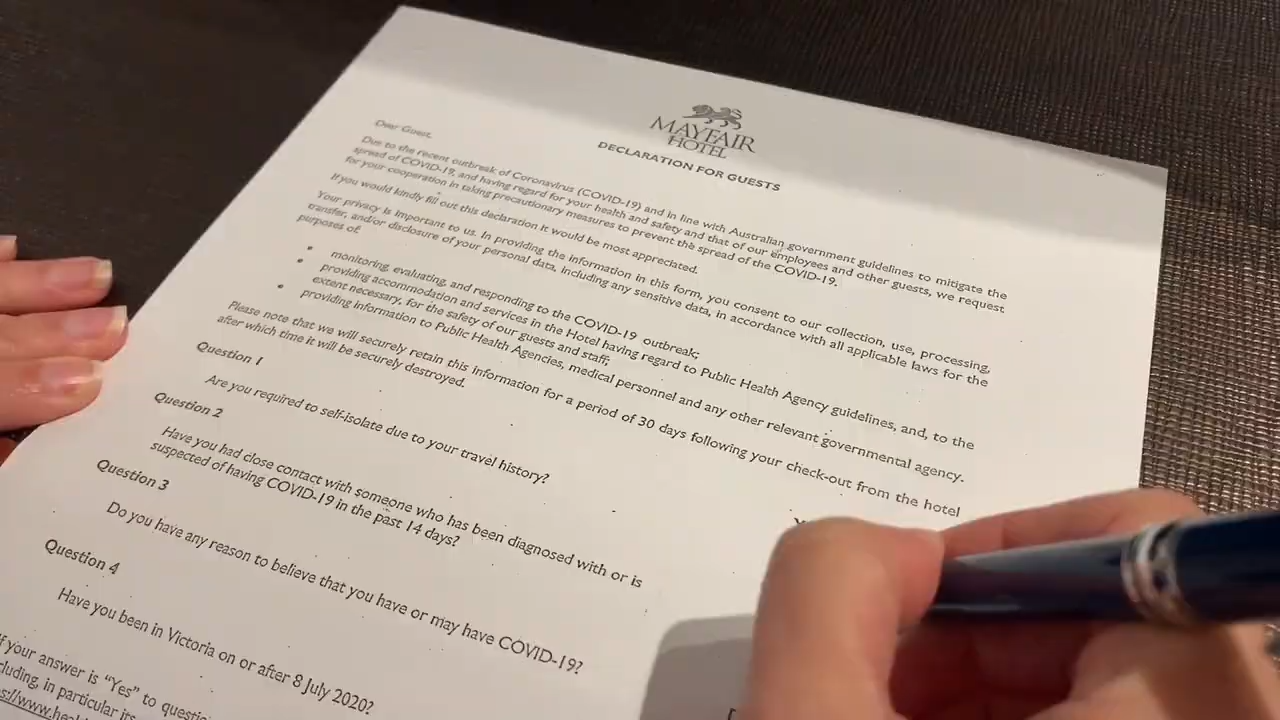 MAYFAIR
HOTEL
DECLARATION FOR GUESTS
Dear Guest,
Due to the recent outbreak of Coronavirus (COVID-19) and in line with Australian government guidelines to mitigate the
spread of COVID-19, and having regard for your health and safety and that of our employees and other guests, we request
for your cooperation in taking precautionary measures to prevent the spread of the COVID-19.
If you would kindly fill out this declaration it would be most appreciated.
Your privacy is important to us. In providing the information in this form, you consent to our collection, use, processing,
transfer, and/or disclosure of your personal data, including any sensitive data, in accordance with all applicable laws for the
purposes of:
• monitoring, evaluating, and responding to the COVID-19 outbreak;
• providing accommodation and services in the Hotel having regard to Public Health Agency guidelines, and, to the
extent necessary, for the safety of our guests and staff;
• providing information to Public Health Agencies, medical personnel and any other relevant governmental agency.
Please note that we will securely retain this information for a period of 30 days following your check-out from the hotel
after which time it will be securely destroyed.
Question 1
Are you required to self-isolate due to your travel history?
Question 2
Have you had close contact with someone who has been diagnosed with or is
suspected of having COVID-19 in the past 14 days?
Question 3
Do you have any reason to believe that you have or may have COVID-19?
Question 4
Have you been in Victoria on or after 8 July 2020?
your answer is "Yes" to
in particular its